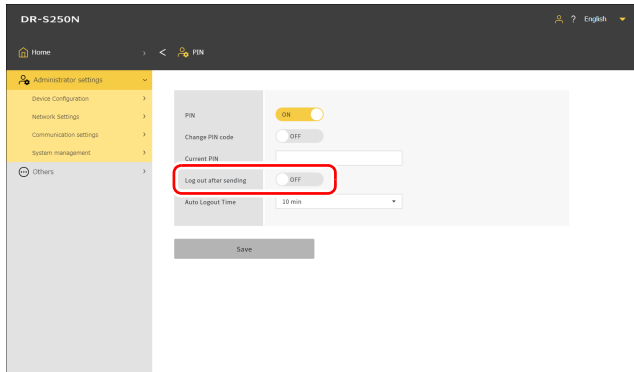 DR-S250N
? English
Home
< PIN
Administrator settings
Device Configuration
Network Settings
Communication settings
System management
Others
PIN ON
Change PIN code OFF
Current PIN
Log out after sending OFF
Auto Logout Time 10 min
Save